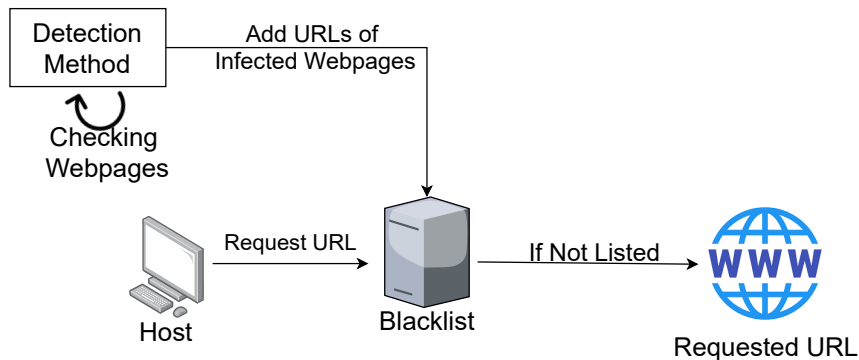 Detection
Method
Add URLs of
Infected Webpages
Checking
Webpages
Request URL
If Not Listed
WWW
Host
Blacklist
Requested URL